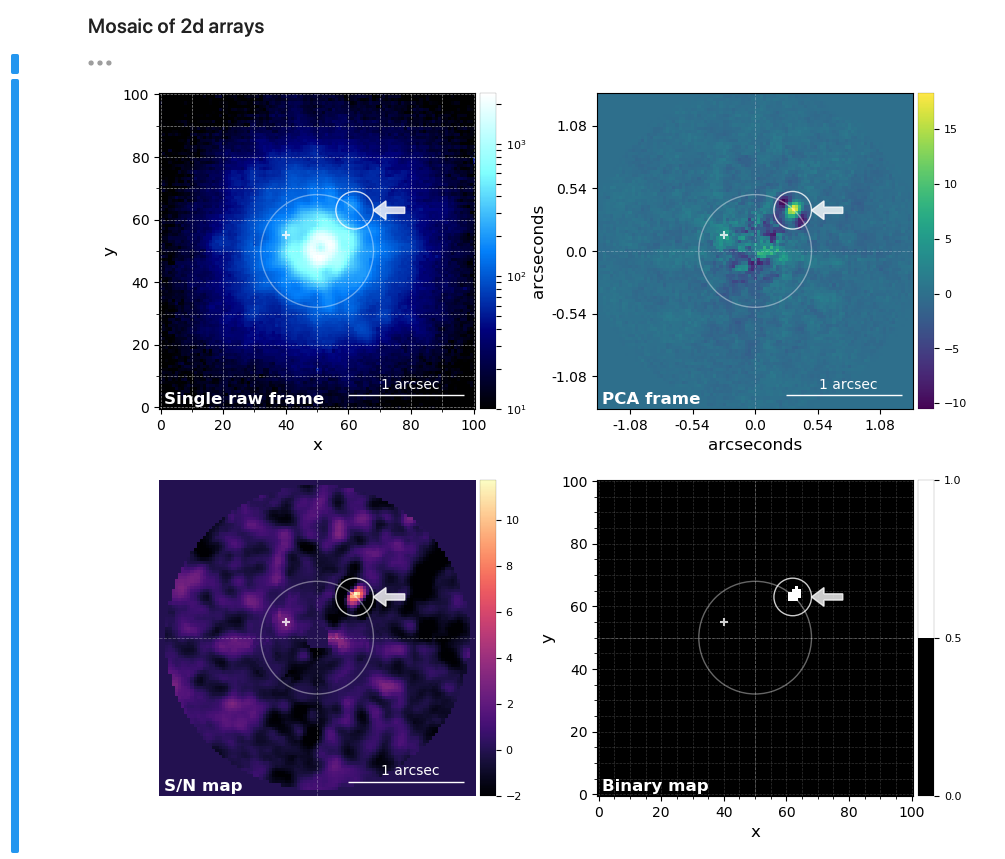 Mosaic of 2d arrays
100
80
60
40
20
0
y
0 20 40 60 80 100
x
Single raw frame
1 arcsec
10³
10²
10¹
1.08
0.54
0.0
-0.54
-1.08
arcseconds
-1.08 -0.54 0.0 0.54 1.08
arcseconds
PCA frame
1 arcsec
15
10
5
0
−5
−10
S/N map
1 arcsec
10
8
6
4
2
0
−2
100
80
60
40
20
0
y
0 20 40 60 80 100
x
Binary map
1.0
0.5
0.0